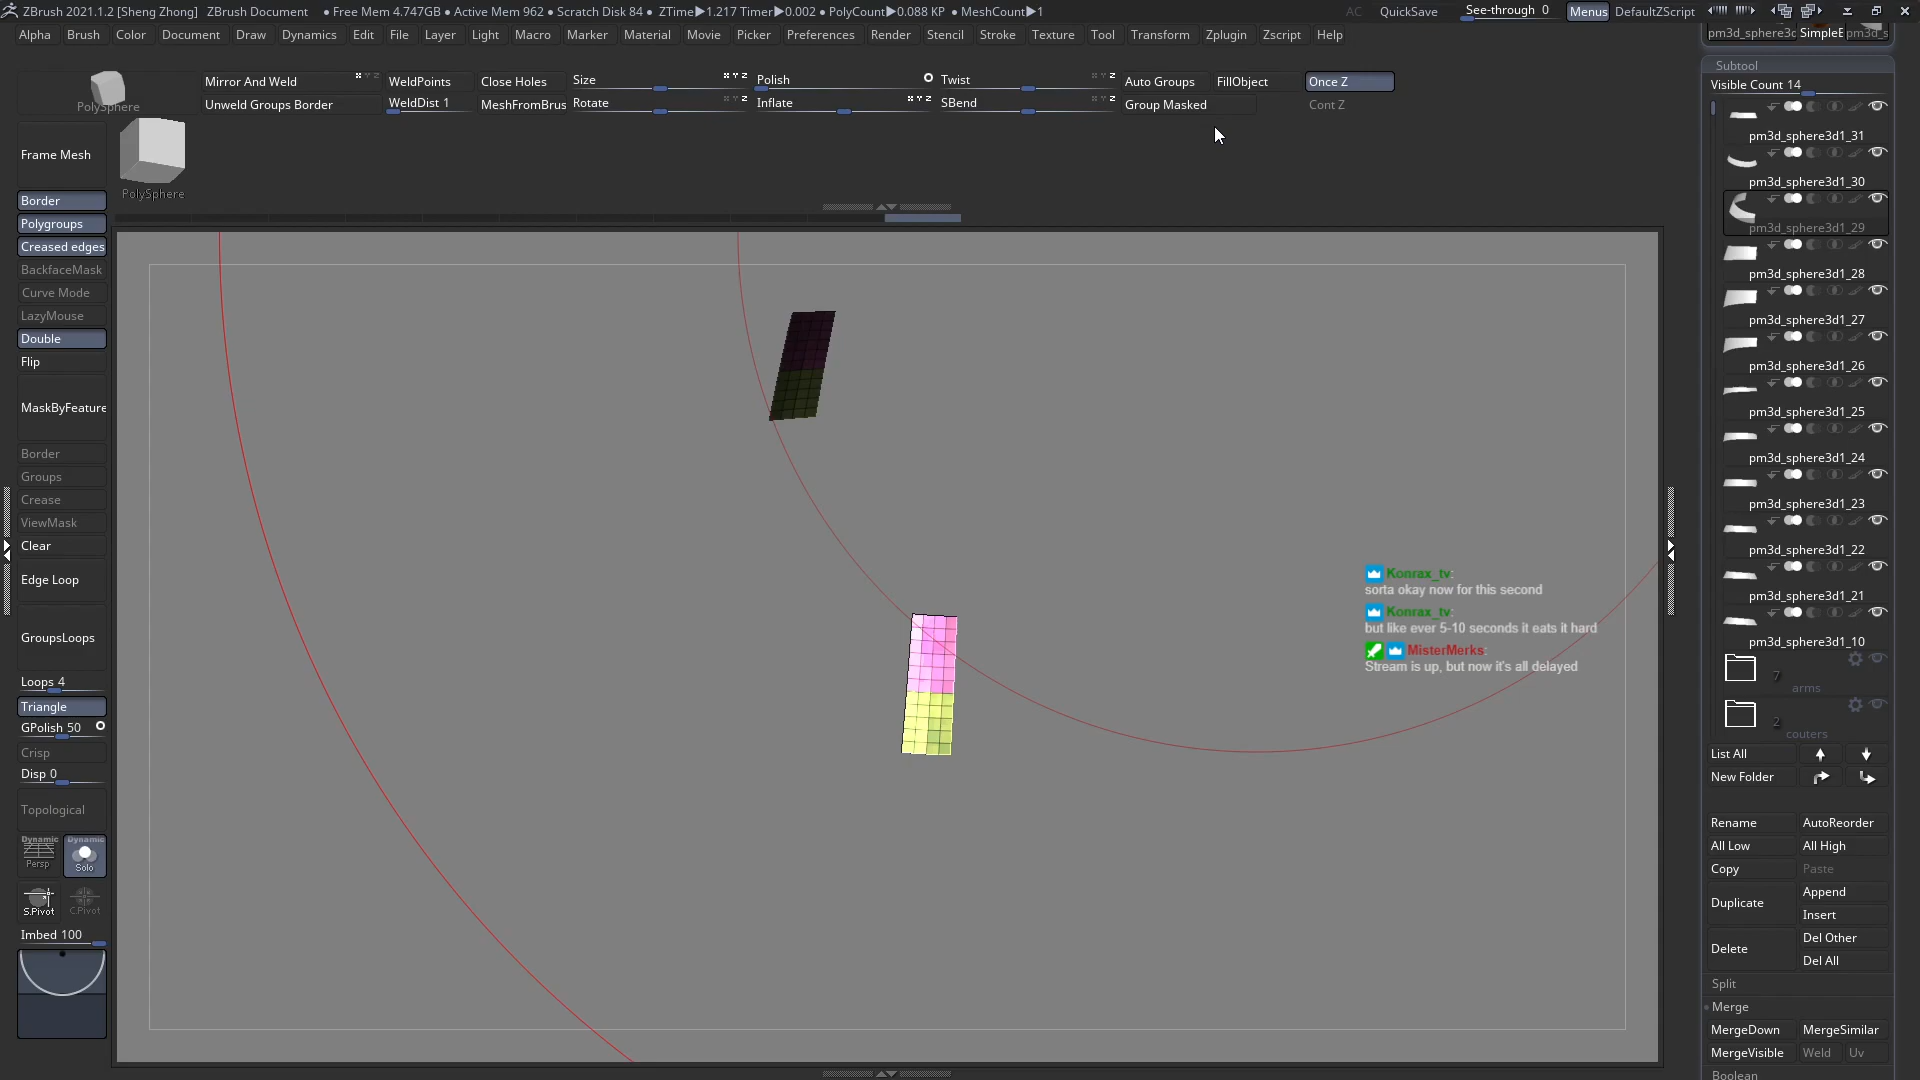 ZBrush 2021.1.2 [Sheng Zhong] ZBrush Document • Free Mem 4.747GB • Active Mem 962 • Scratch Disk 84 • ZTime▶1.217 Timer▶0.002 • PolyCount▶0.088 KP • MeshCount▶1 AC QuickSave See-through 0 Menus DefaultZScript
Alpha Brush Color Document Draw Dynamics Edit File Layer Light Macro Marker Material Movie Picker Preferences Render Stencil Stroke Texture Tool Transform Zplugin Zscript Help
pm3d_sphere3d SimpleE pm3d_s
Subtool
PolySphere
Mirror And Weld WeldPoints Close Holes Size Polish Twist Auto Groups FillObject Once Z
Unweld Groups Border WeldDist 1 MeshFromBrus Rotate Inflate SBend Group Masked Cont Z
PolySphere
Frame Mesh
Border
Polygroups
Creased edges
BackfaceMask
Curve Mode
LazyMouse
Double
Flip
MaskByFeature
Border
Groups
Crease
ViewMask
Clear
Edge Loop
GroupsLoops
Loops 4
Triangle
GPolish 50
Crisp
Disp 0
Topological
Dynamic
Persp
Dynamic
Solo
S.Pivot
C.Pivot
Imbed 100
Konrax_tv:
sorta okay now for this second
Konrax_tv:
but like ever 5-10 seconds it eats it hard
MisterMerks:
Stream is up, but now it's all delayed
Visible Count 14
pm3d_sphere3d1_31
pm3d_sphere3d1_30
pm3d_sphere3d1_29
pm3d_sphere3d1_28
pm3d_sphere3d1_27
pm3d_sphere3d1_26
pm3d_sphere3d1_25
pm3d_sphere3d1_24
pm3d_sphere3d1_23
pm3d_sphere3d1_22
pm3d_sphere3d1_21
pm3d_sphere3d1_10
7
arms
2
couters
List All
New Folder
Rename AutoReorder
All Low All High
Copy Paste
Duplicate Append
Insert
Delete Del Other
Del All
Split
Merge
MergeDown MergeSimilar
MergeVisible Weld Uv
Boolean